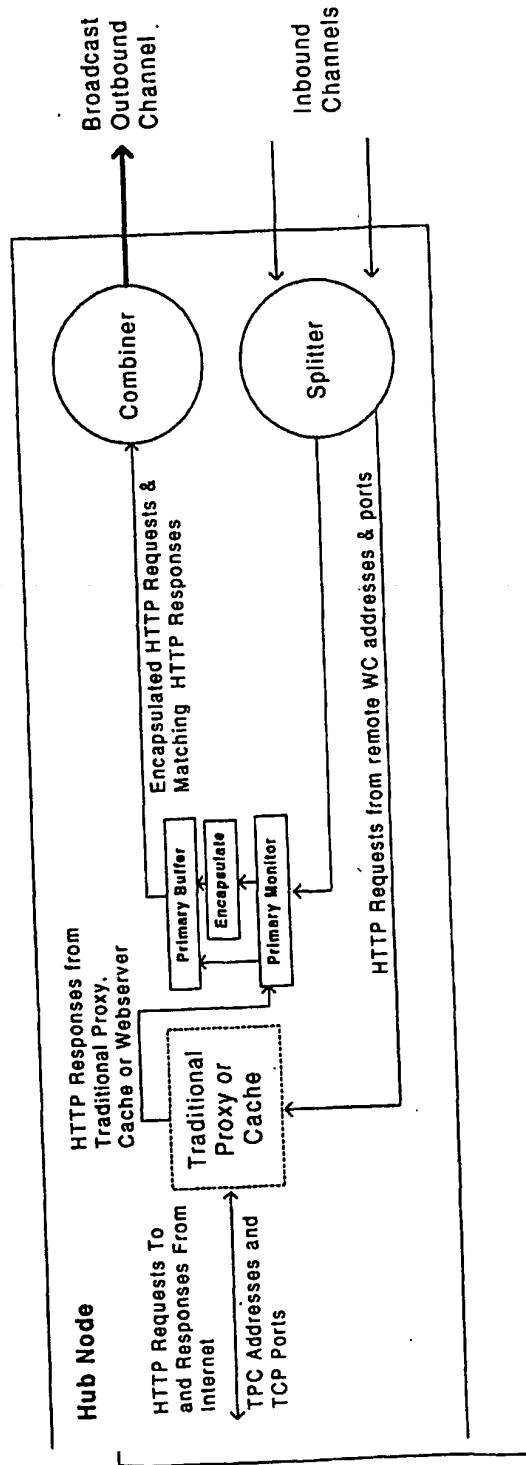 Hub Node
HTTP Requests To
and Responses From
Internet
TPC Addresses and
TCP Ports
HTTP Responses from
Traditional Proxy.
Cache or Webserver
Traditional
Proxy or
Cache
Primary Buffer
Encapsulate
Primary Monitor
Encapsulated HTTP Requests &
Matching HTTP Responses
HTTP Requests from remote WC addresses & ports
Combiner
Splitter
Broadcast
Outbound
Channel.
Inbound
Channels